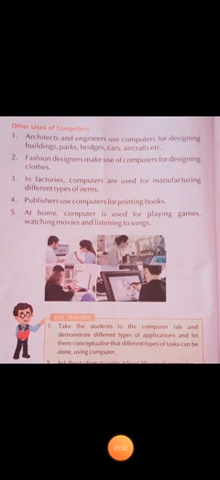 Other Uses of Computers
1. Architects and engineers use computers for designing
buildings, parks, bridges, cars, aircrafts etc.
2. Fashion designers make use of computers for designing
clothes.
3. In factories, computers are used for manufacturing
different types of items.
4. Publishers use computers for printing books.
5. At home, computer is used for playing games,
watching movies and listening to songs.
1. Take the students to the computer lab and
demonstrate different types of applications and let
them conceptualise that different types of tasks can be
done, using computer.